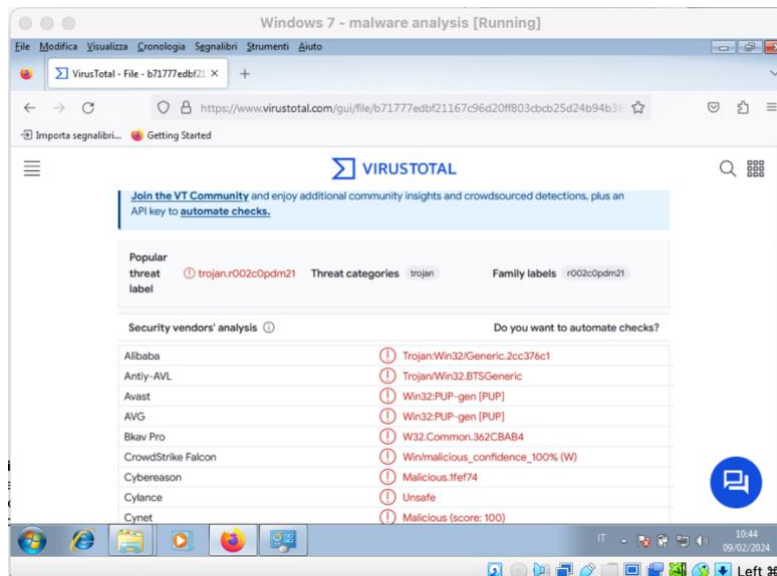 Windows 7 - malware analysis [Running]
File Modifica Visualizza Cronologia Segnalibri Strumenti Aiuto
VirusTotal - File - b71777edbf21
https://www.virustotal.com/gui/file/b71777edbf21167c96d20ff803cbcb25d24b94b36
Importa segnalibri... Getting Started
VIRUSTOTAL
Join the VT Community and enjoy additional community insights and crowdsourced detections, plus an
API key to automate checks.
Popular threat label trojan.r002c0pdm21 Threat categories trojan Family labels r002c0pdm21
Security vendors' analysis Do you want to automate checks?
Alibaba Trojan:Win32/Generic.2cc376c1
Antiy-AVL Trojan/Win32.BTSGeneric
Avast Win32:PUP-gen [PUP]
AVG Win32:PUP-gen [PUP]
Bkav Pro W32.Common.362CBAB4
CrowdStrike Falcon Win/malicious_confidence_100% (W)
Cybereason Malicious.1fef74
Cylance Unsafe
Cynet Malicious (score: 100)
IT 10:44
09/02/2024
Left ⌘